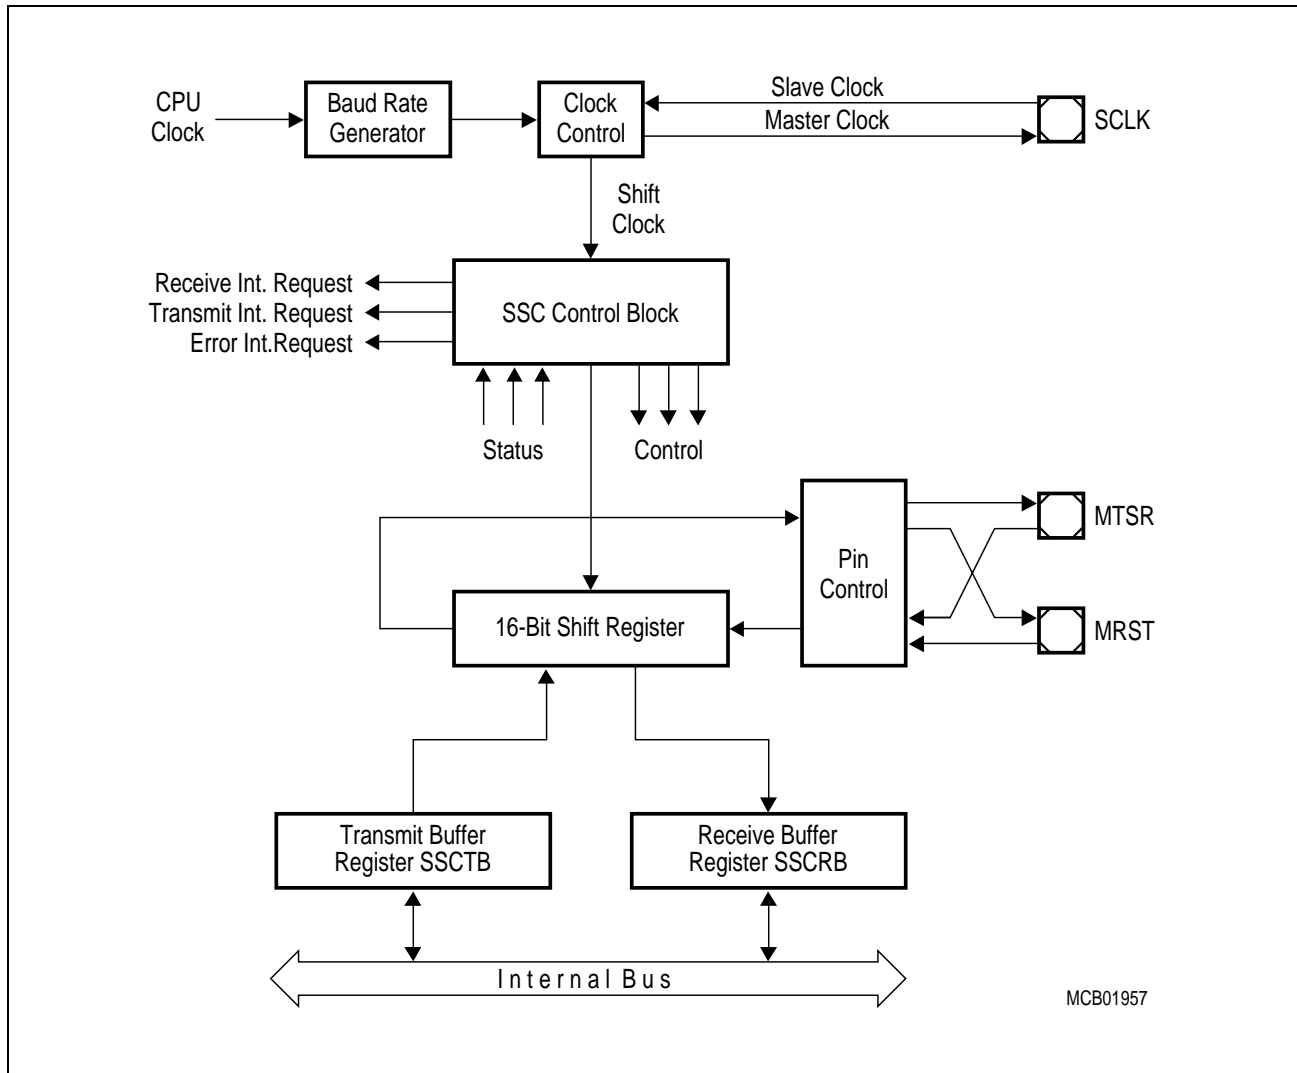 CPU
Clock
Baud Rate
Generator
Clock
Control
Slave Clock
Master Clock
SCLK
Shift
Clock
Receive Int. Request
Transmit Int. Request
Error Int.Request
SSC Control Block
Status
Control
MTSR
Pin
Control
16-Bit Shift Register
MRST
Transmit Buffer
Register SSCTB
Receive Buffer
Register SSCRB
Internal Bus
MCB01957